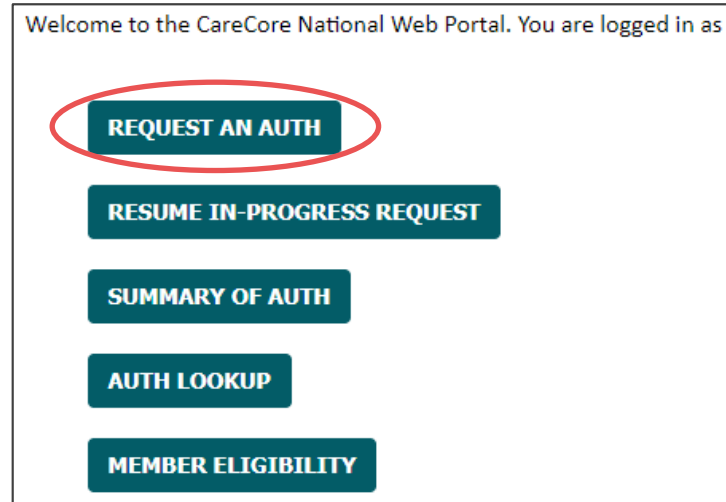 Welcome to the CareCore National Web Portal. You are logged in as
REQUEST AN AUTH
RESUME IN-PROGRESS REQUEST
SUMMARY OF AUTH
AUTH LOOKUP
MEMBER ELIGIBILITY